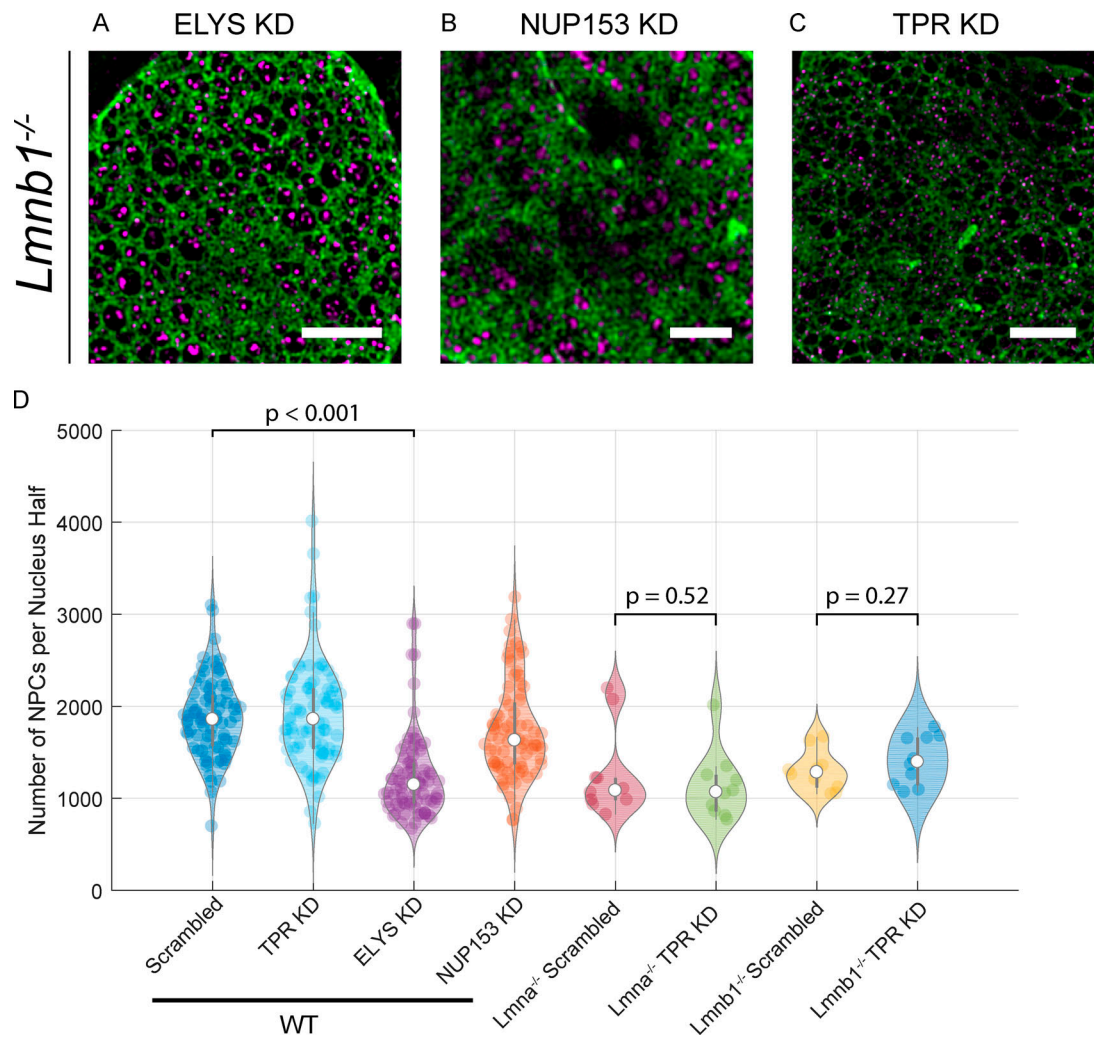 A ELYS KD
B NUP153 KD
C TPR KD
Lmnb1-/-
D
p < 0.001
p = 0.52
p = 0.27
Number of NPCs per Nucleus Half
5000
4000
3000
2000
1000
0
Scrambled
TPR KD
ELYS KD
NUP153 KD
Lmna-/- Scrambled
Lmna-/- TPR KD
Lmnb1-/- Scrambled
Lmnb1-/- TPR KD
WT